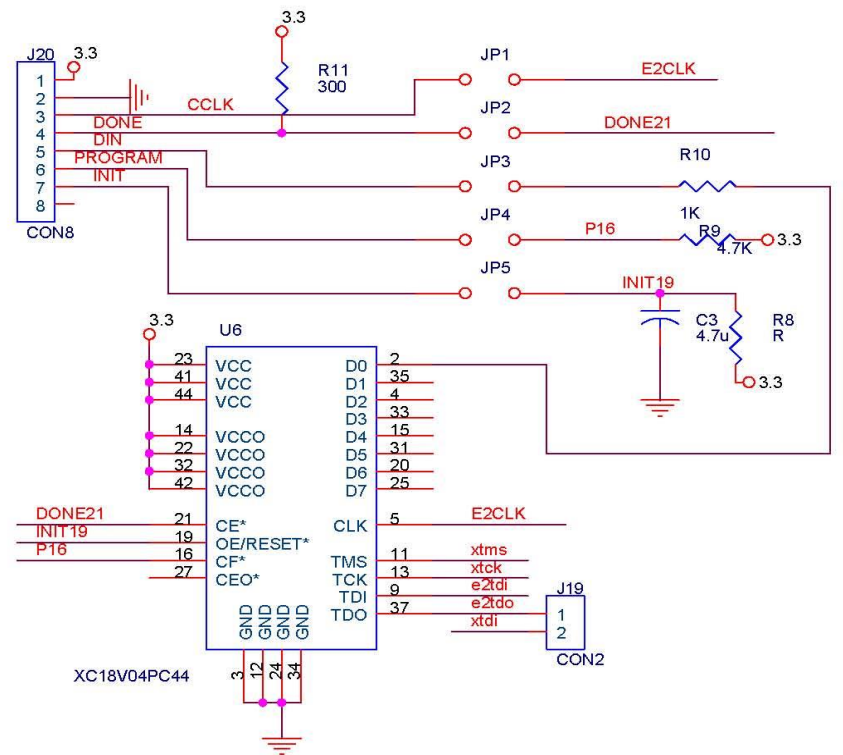 3.3
J20 3.3
R11
300
JP1
E2CLK
1
2
3
4
5
6
7
8
CCLK
DONE
DIN
PROGRAM
INIT
CON8
JP2
DONE21
JP3
R10
1K
JP4
P16
R9
4.7K
3.3
JP5
INIT19
C3
4.7u
R8
R
3.3
3.3
U6
23 VCC D0 2
41 VCC D1 35
44 VCC D2 4
D3 33
14 VCCO D4 15
22 VCCO D5 31
32 VCCO D6 20
42 VCCO D7 25
DONE21 21 CE* CLK 5 E2CLK
INIT19 19 OE/RESET*
P16 16 CF* TMS 11 xtms
27 CEO* TCK 13 xtck
TDI 9 e2tdi
TDO 37 e2tdo
xtdi
J19
1
2
CON2
GND GND GND GND
3 12 24 34
XC18V04PC44